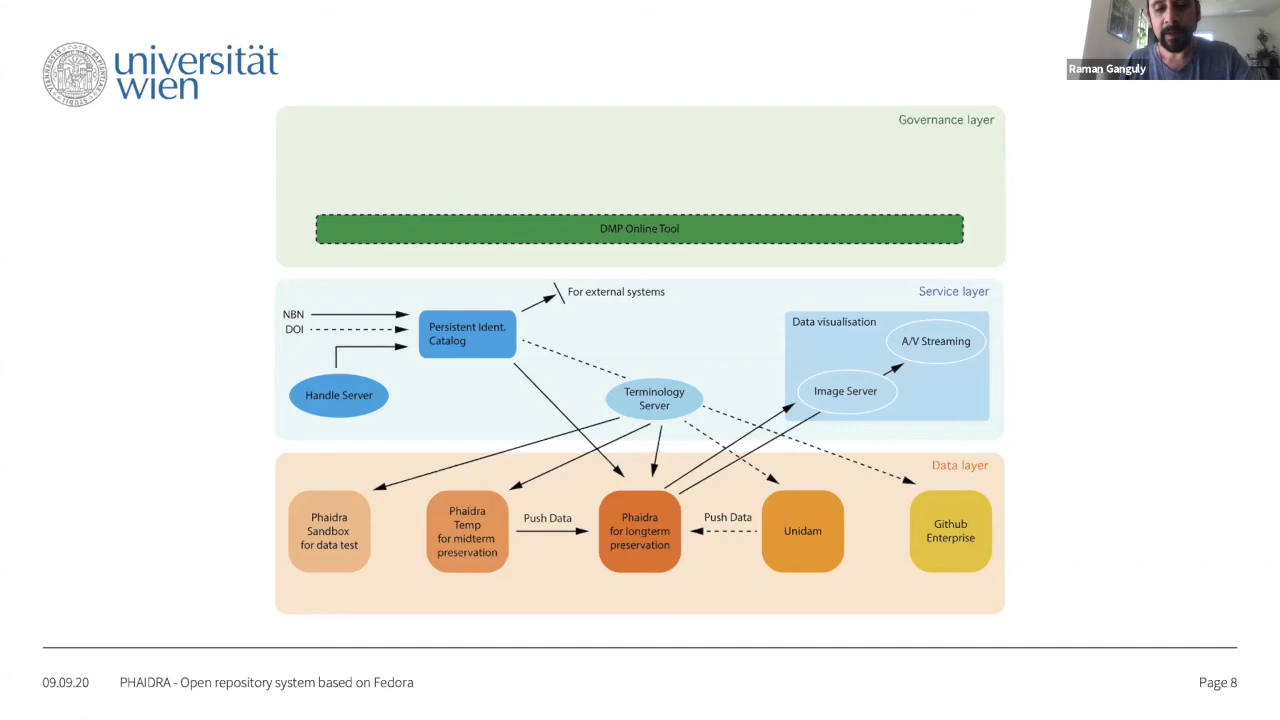 universität
wien
Raman Ganguly
Governance layer
DMP Online Tool
Service layer
For external systems
NBN
DOI
Persistent Ident.
Catalog
Handle Server
Terminology
Server
Data visualisation
A/V Streaming
Image Server
Data layer
Phaidra
Sandbox
for data test
Phaidra
Temp
for midterm
preservation
Push Data
Phaidra
for longterm
preservation
Push Data
Unidam
Github
Enterprise
09.09.20
PHAIDRA - Open repository system based on Fedora
Page 8